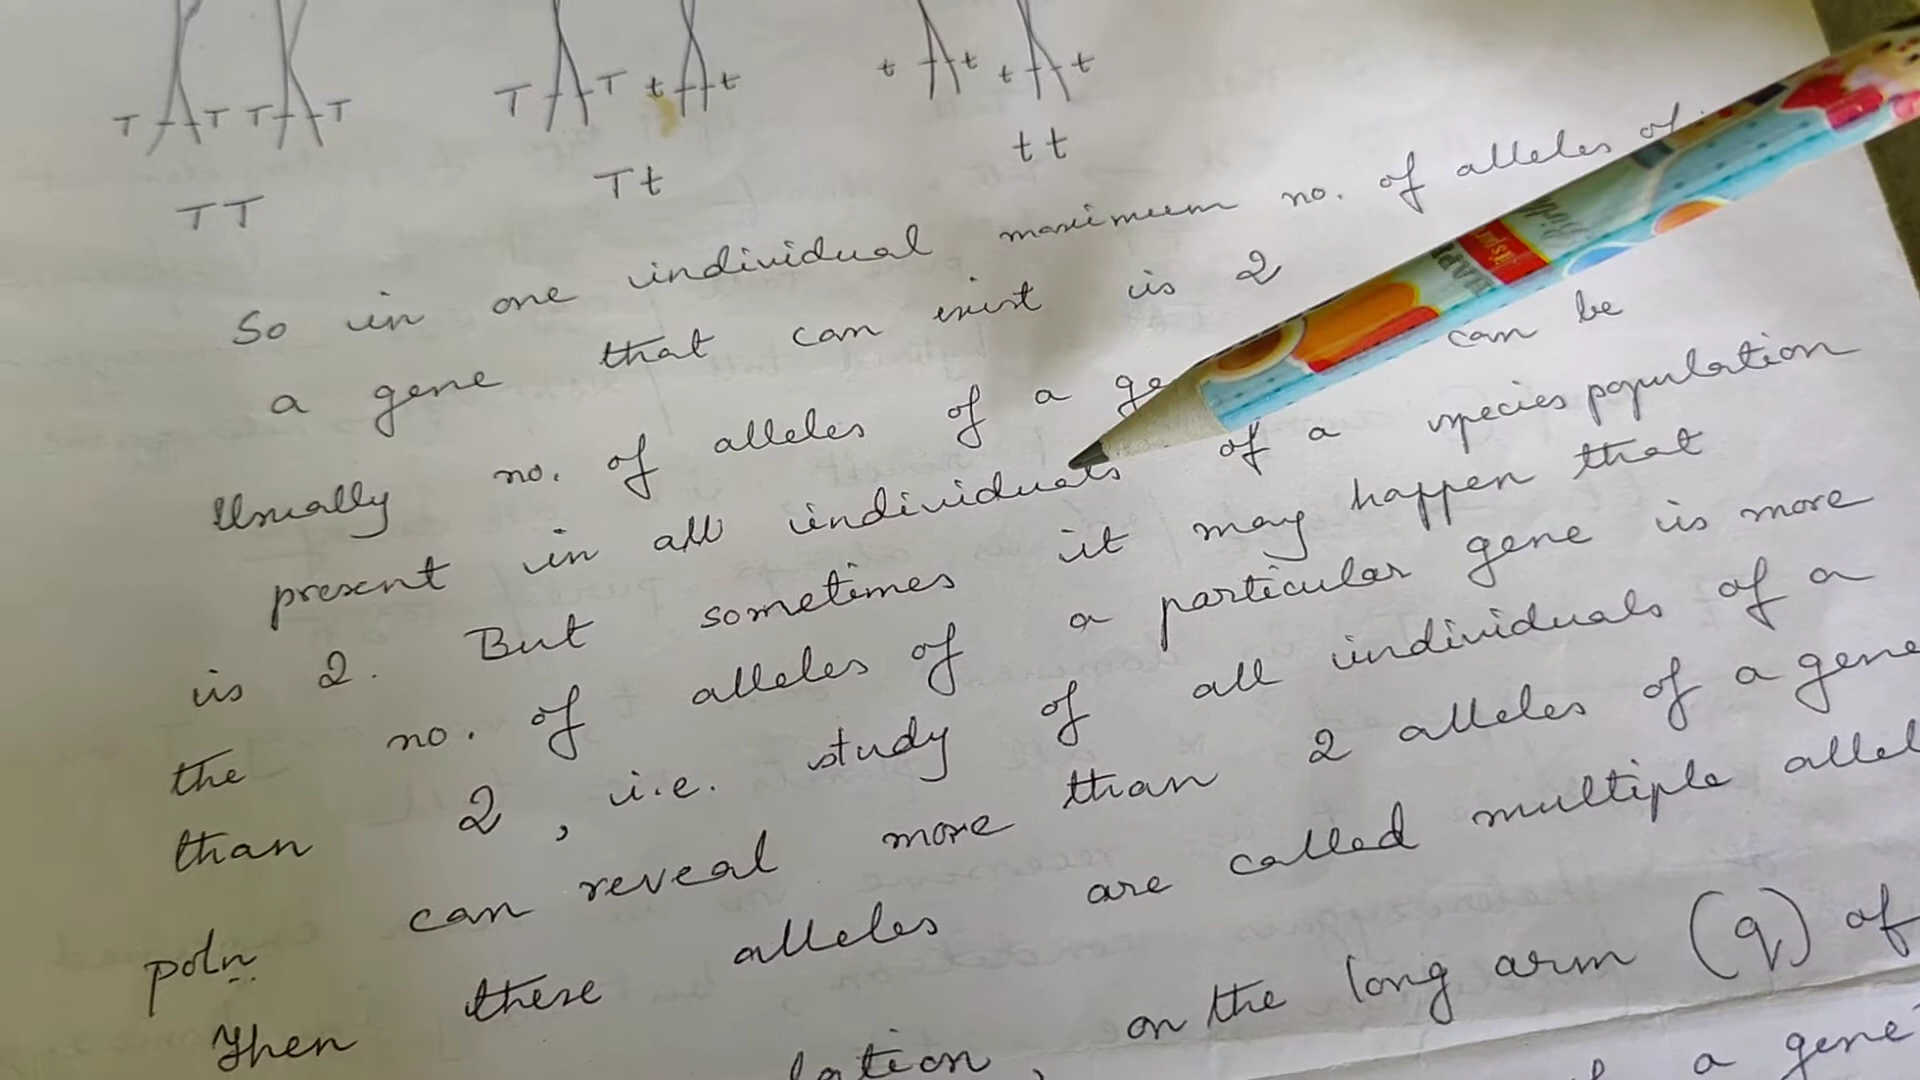 T T T T T T t t t t t t
TT Tt tt
So in one individual maximum no. of alleles of
a gene that can exist is 2
Usually no. of alleles of a can be
present in all individuals of a species population
is 2. But sometimes it may happen that
the no. of alleles of a particular gene is more
than 2, i.e. study of all individuals of a
potn can reveal more than 2 alleles of a gene
Then these alleles are called multiple
on the long arm (q) of
a gene